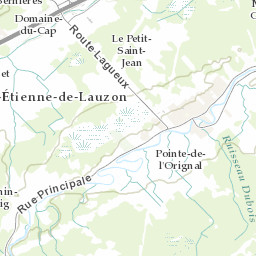 Domaine-
du-Cap
Le Petit-
Saint-
Jean
Route Lagueux
-Étienne-de-Lauzon
Pointe-de-
l'Orignal
Ruisseau Dubois
Rue Principale